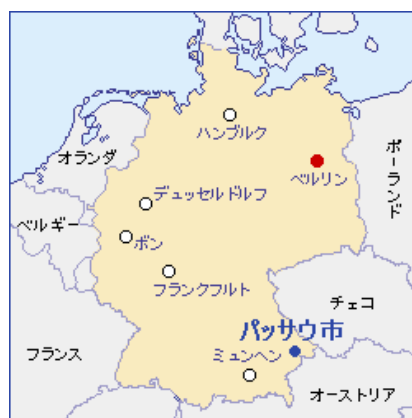 ハンブルク
オランダ
ベルリン
ポーランド
デュッセルドルフ
ベルギー
ボン
フランクフルト
チェコ
パッサウ市
フランス
ミュンヘン
オーストリア